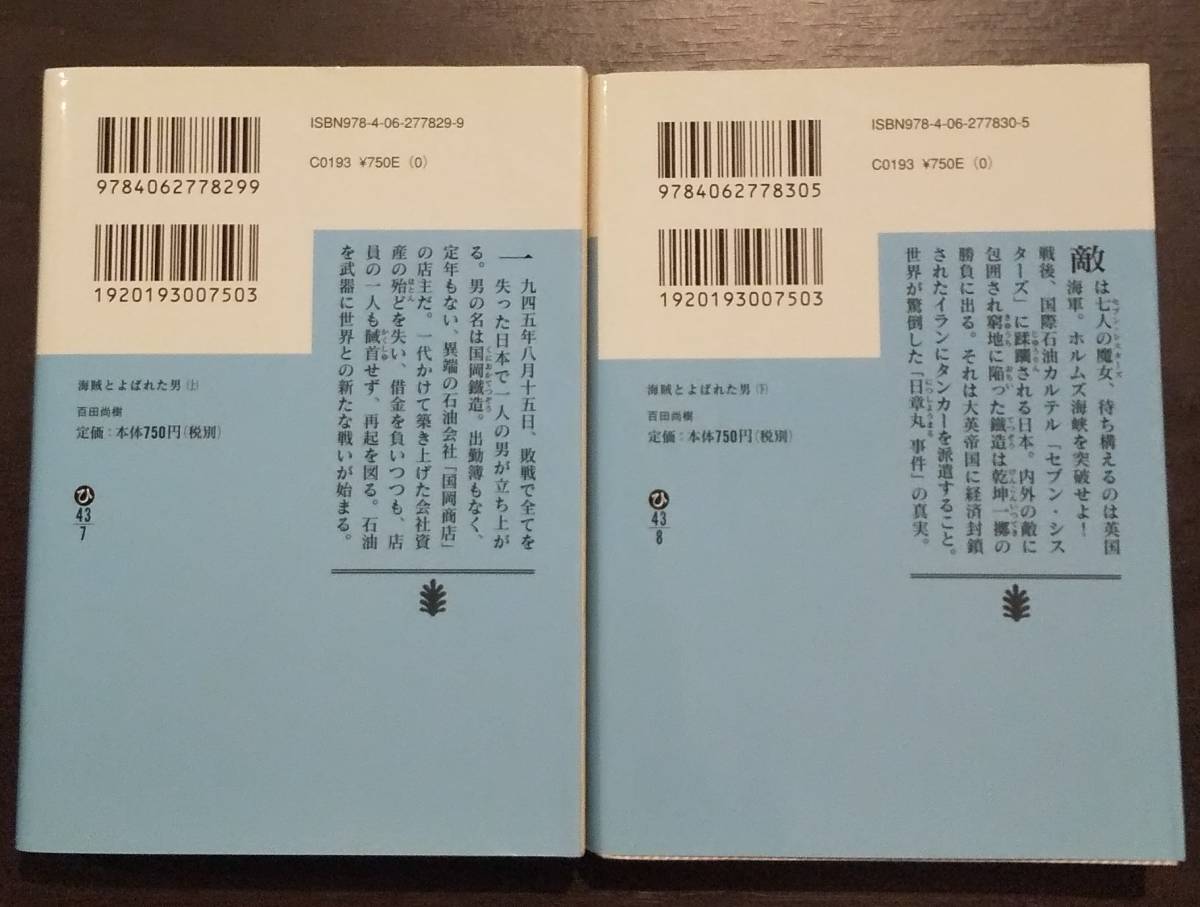 ISBN978-4-06-277829-9
C0193 ¥750E (0)
9784062778299
1920193007503
一九四五年八月十五日、敗戦で全てを
失った日本で一人の男が立ち上が
る。男の名は国岡鐵造。出勤簿もなく、
定年もない、異端の石油会社「国岡商店」
の店主だ。一代かけて築き上げた会社資
産の殆どを失い、借金を負いつつも、店
員の一人も馘首せず、再起を図る。石油
を武器に世界との新たな戦いが始まる。
海賊とよばれた男(上)
百田尚樹
定価:本体750円(税別)
ひ
43
7
ISBN978-4-06-277830-5
C0193 ¥750E (0)
9784062778305
1920193007503
敵は七人の魔女、待ち構えるのは英国
海軍。ホルムズ海峡を突破せよ!
戦後、国際石油カルテル「セブン・シス
ターズ」に蹂躙される日本。内外の敵に
包囲され窮地に陥った鐵造は乾坤一擲の
勝負に出る。それは大英帝国に経済封鎖
されたイランにタンカーを派遣すること。
世界が驚倒した「日章丸事件」の真実。
海賊とよばれた男(下)
百田尚樹
定価:本体750円(税別)
ひ
43
8